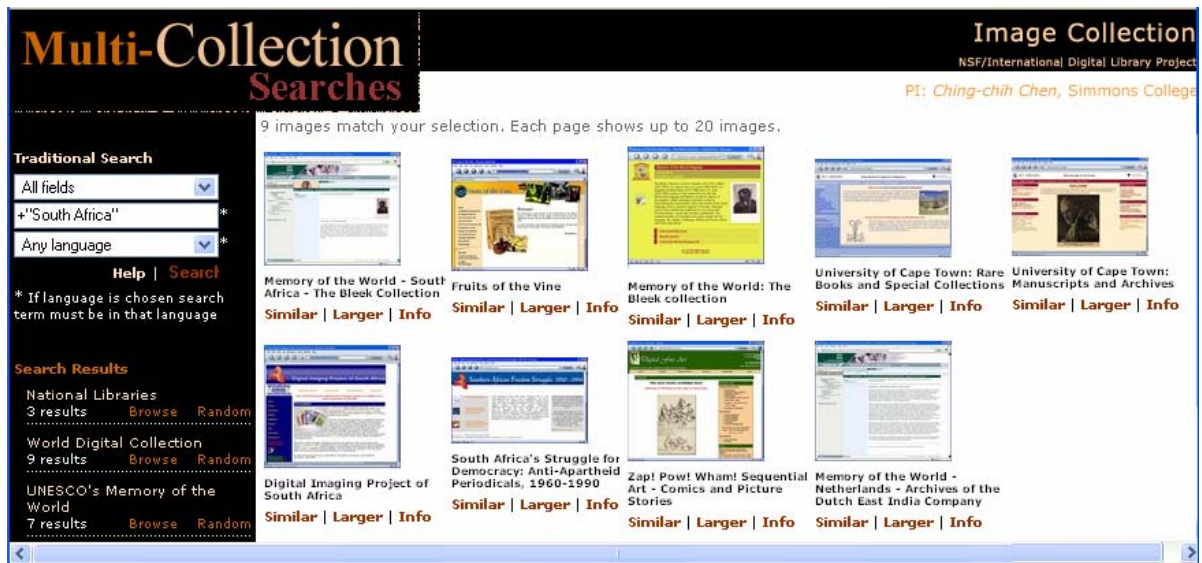 Multi-Collection
Searches
Image Collection
NSF/International Digital Library Project
PI: Ching-chih Chen, Simmons College
9 images match your selection. Each page shows up to 20 images.
Traditional Search
All fields
+"South Africa"
*
Any language
*
Help | Search
* If language is chosen search
term must be in that language
Search Results
National Libraries
3 results Browse Random
World Digital Collection
9 results Browse Random
UNESCO's Memory of the
World
7 results Browse Random
Memory of the World - South
Africa - The Bleek Collection
Similar | Larger | Info
Fruits of the Vine
Similar | Larger | Info
Memory of the World: The
Bleek collection
Similar | Larger | Info
University of Cape Town: Rare
Books and Special Collections
Similar | Larger | Info
University of Cape Town:
Manuscripts and Archives
Similar | Larger | Info
Digital Imaging Project of
South Africa
Similar | Larger | Info
South Africa's Struggle for
Democracy: Anti-Apartheid
Periodicals, 1960-1990
Similar | Larger | Info
Zap! Pow! Wham! Sequential
Art - Comics and Picture
Stories
Similar | Larger | Info
Memory of the World -
Netherlands - Archives of the
Dutch East India Company
Similar | Larger | Info